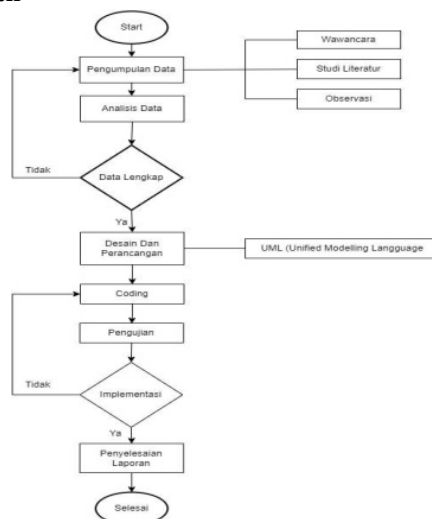 Start
Pengumpulan Data
Wawancara
Studi Literatur
Observasi
Analisis Data
Data Lengkap
Tidak
Ya
Desain Dan
Perancangan
UML (Unified Modelling Langguage
Coding
Pengujian
Implementasi
Tidak
Ya
Penyelesaian
Laporan
Selesai